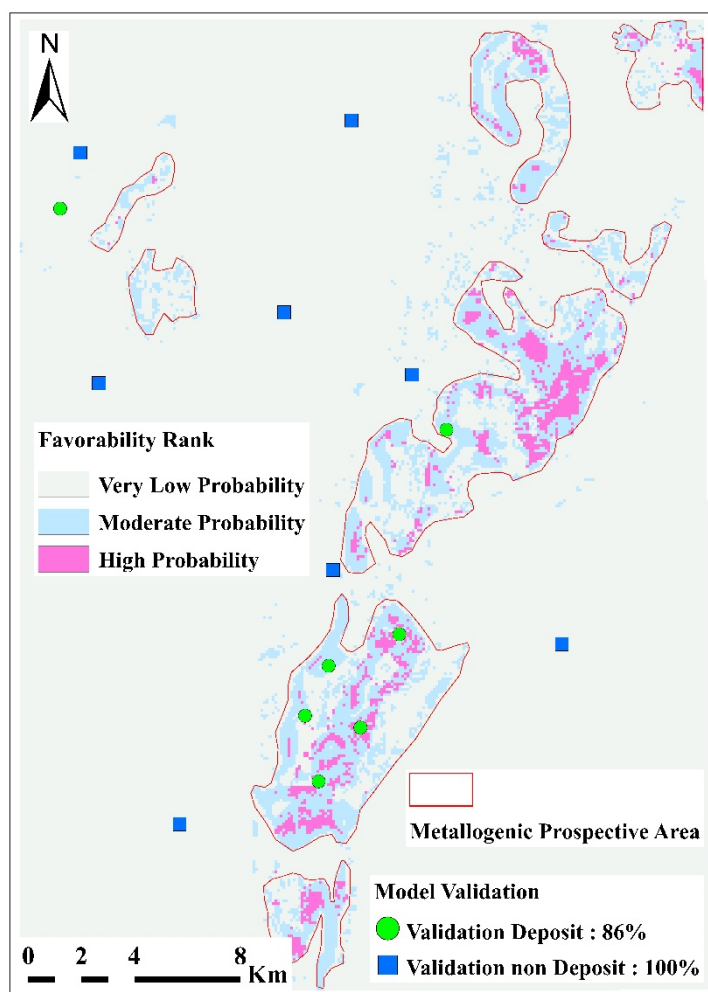 N
Favorability Rank
Very Low Probability
Moderate Probability
High Probability
Metallogenic Prospective Area
Model Validation
Validation Deposit : 86%
Validation non Deposit : 100%
0 2 4 8
Km